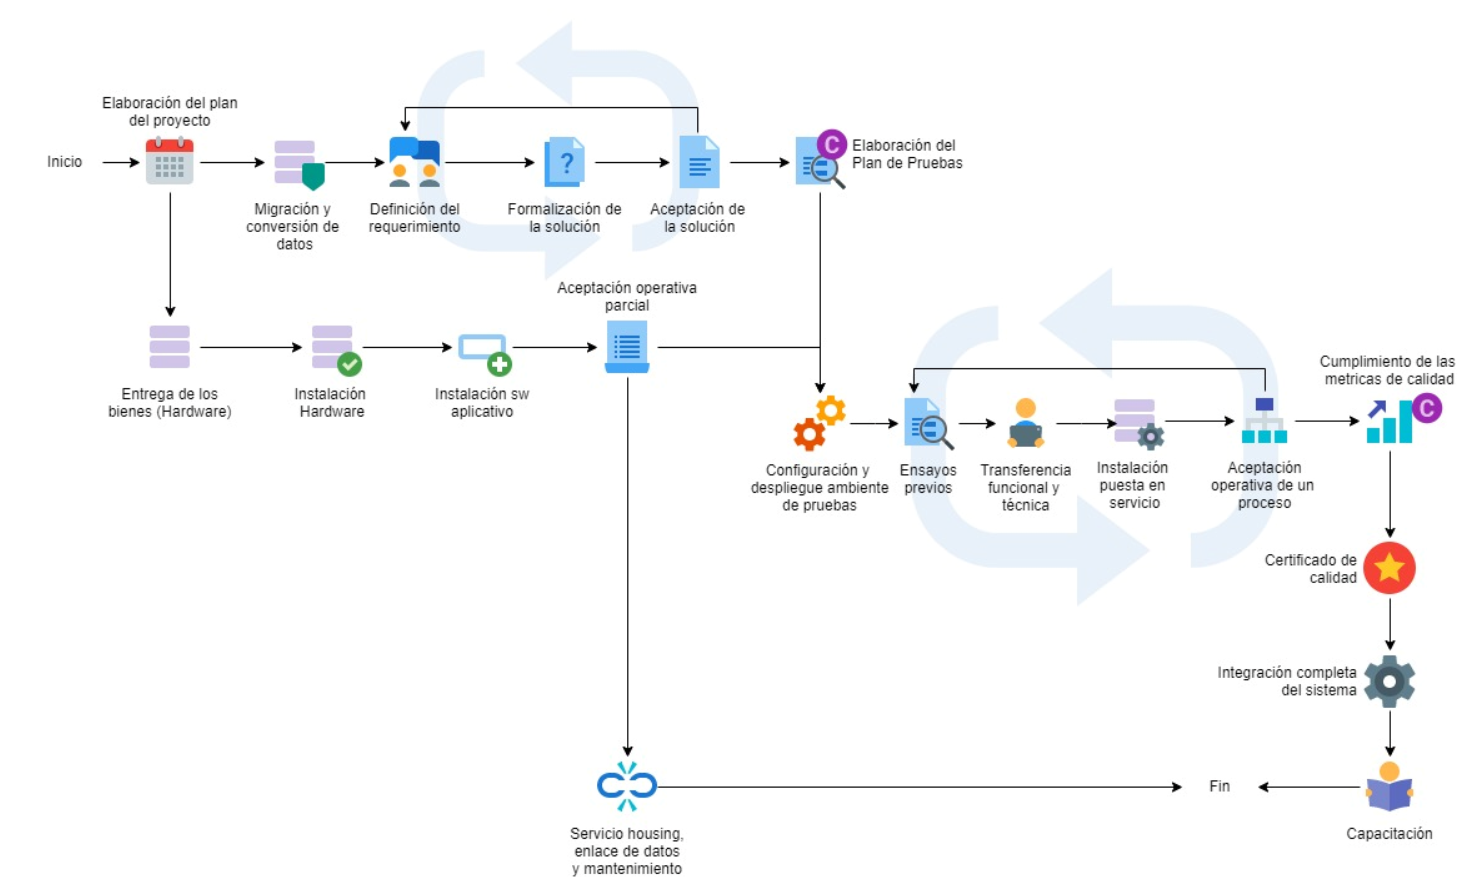 Elaboración del plan
del proyecto
Inicio
Migración y
conversión de
datos
Definición del
requerimiento
?
Formalización de
la solución
Aceptación de
la solución
C
Elaboración del
Plan de Pruebas
Entrega de los
bienes (Hardware)
Instalación
Hardware
Instalación sw
aplicativo
Aceptación operativa
parcial
Configuración y
despliegue ambiente
de pruebas
Ensayos
previos
Transferencia
funcional y
técnica
Instalación
puesta en
servicio
Aceptación
operativa de un
proceso
Cumplimiento de las
metricas de calidad
C
Certificado de
calidad
Integración completa
del sistema
Servicio housing,
enlace de datos
y mantenimiento
Fin
Capacitación